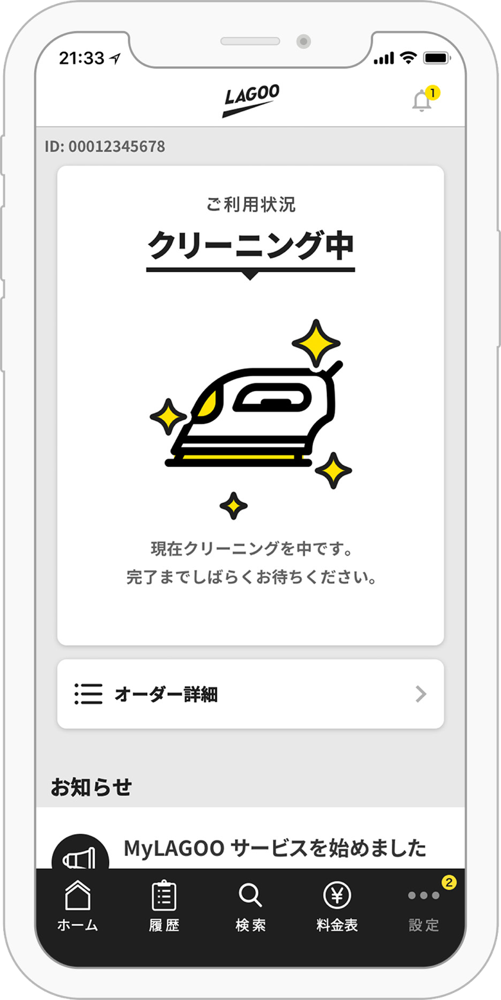 21:33
LAGOO
1
ID: 00012345678
ご利用状況
クリーニング中
現在クリーニングを中です。
完了までしばらくお待ちください。
オーダー詳細
お知らせ
MyLAGOO サービスを始めました
2
ホーム 履歴 検索 料金表 設定